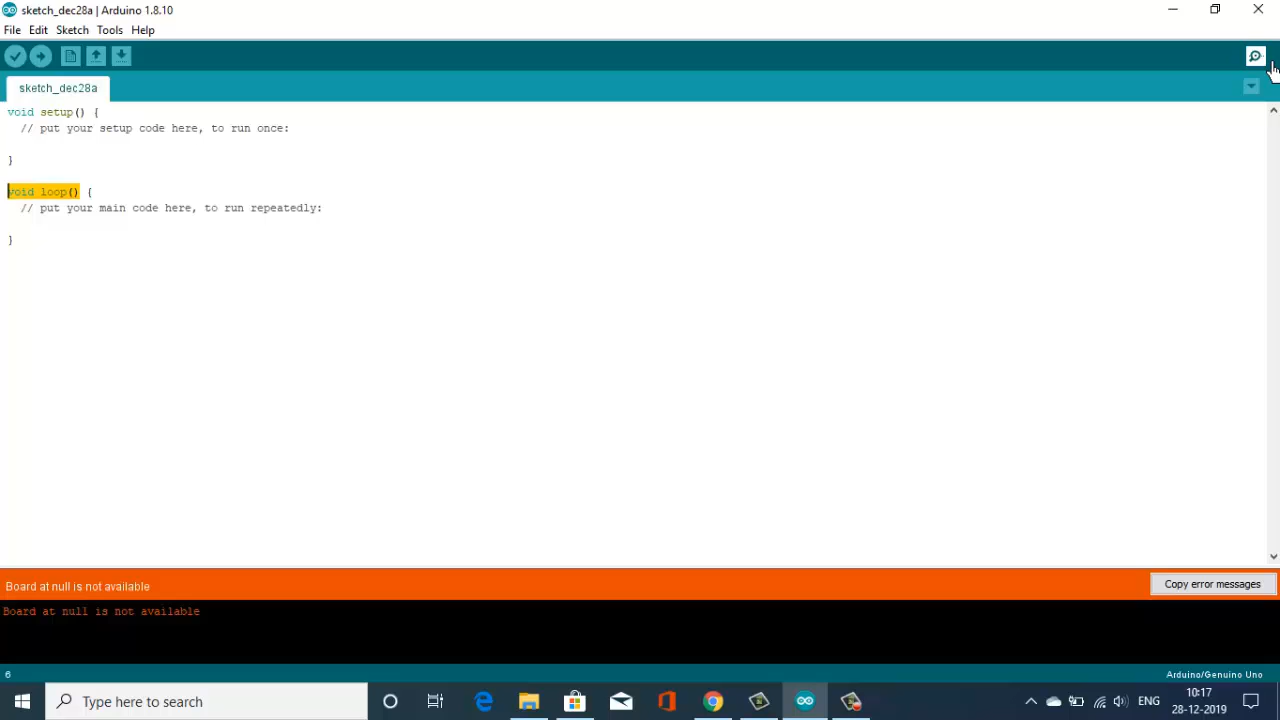 sketch_dec28a | Arduino 1.8.10
File Edit Sketch Tools Help
sketch_dec28a
void setup() {
// put your setup code here, to run once:
}
void loop() {
// put your main code here, to run repeatedly:
}
Board at null is not available
Copy error messages
Board at null is not available
6
Arduino/Genuino Uno
Type here to search
ENG
10:17
28-12-2019